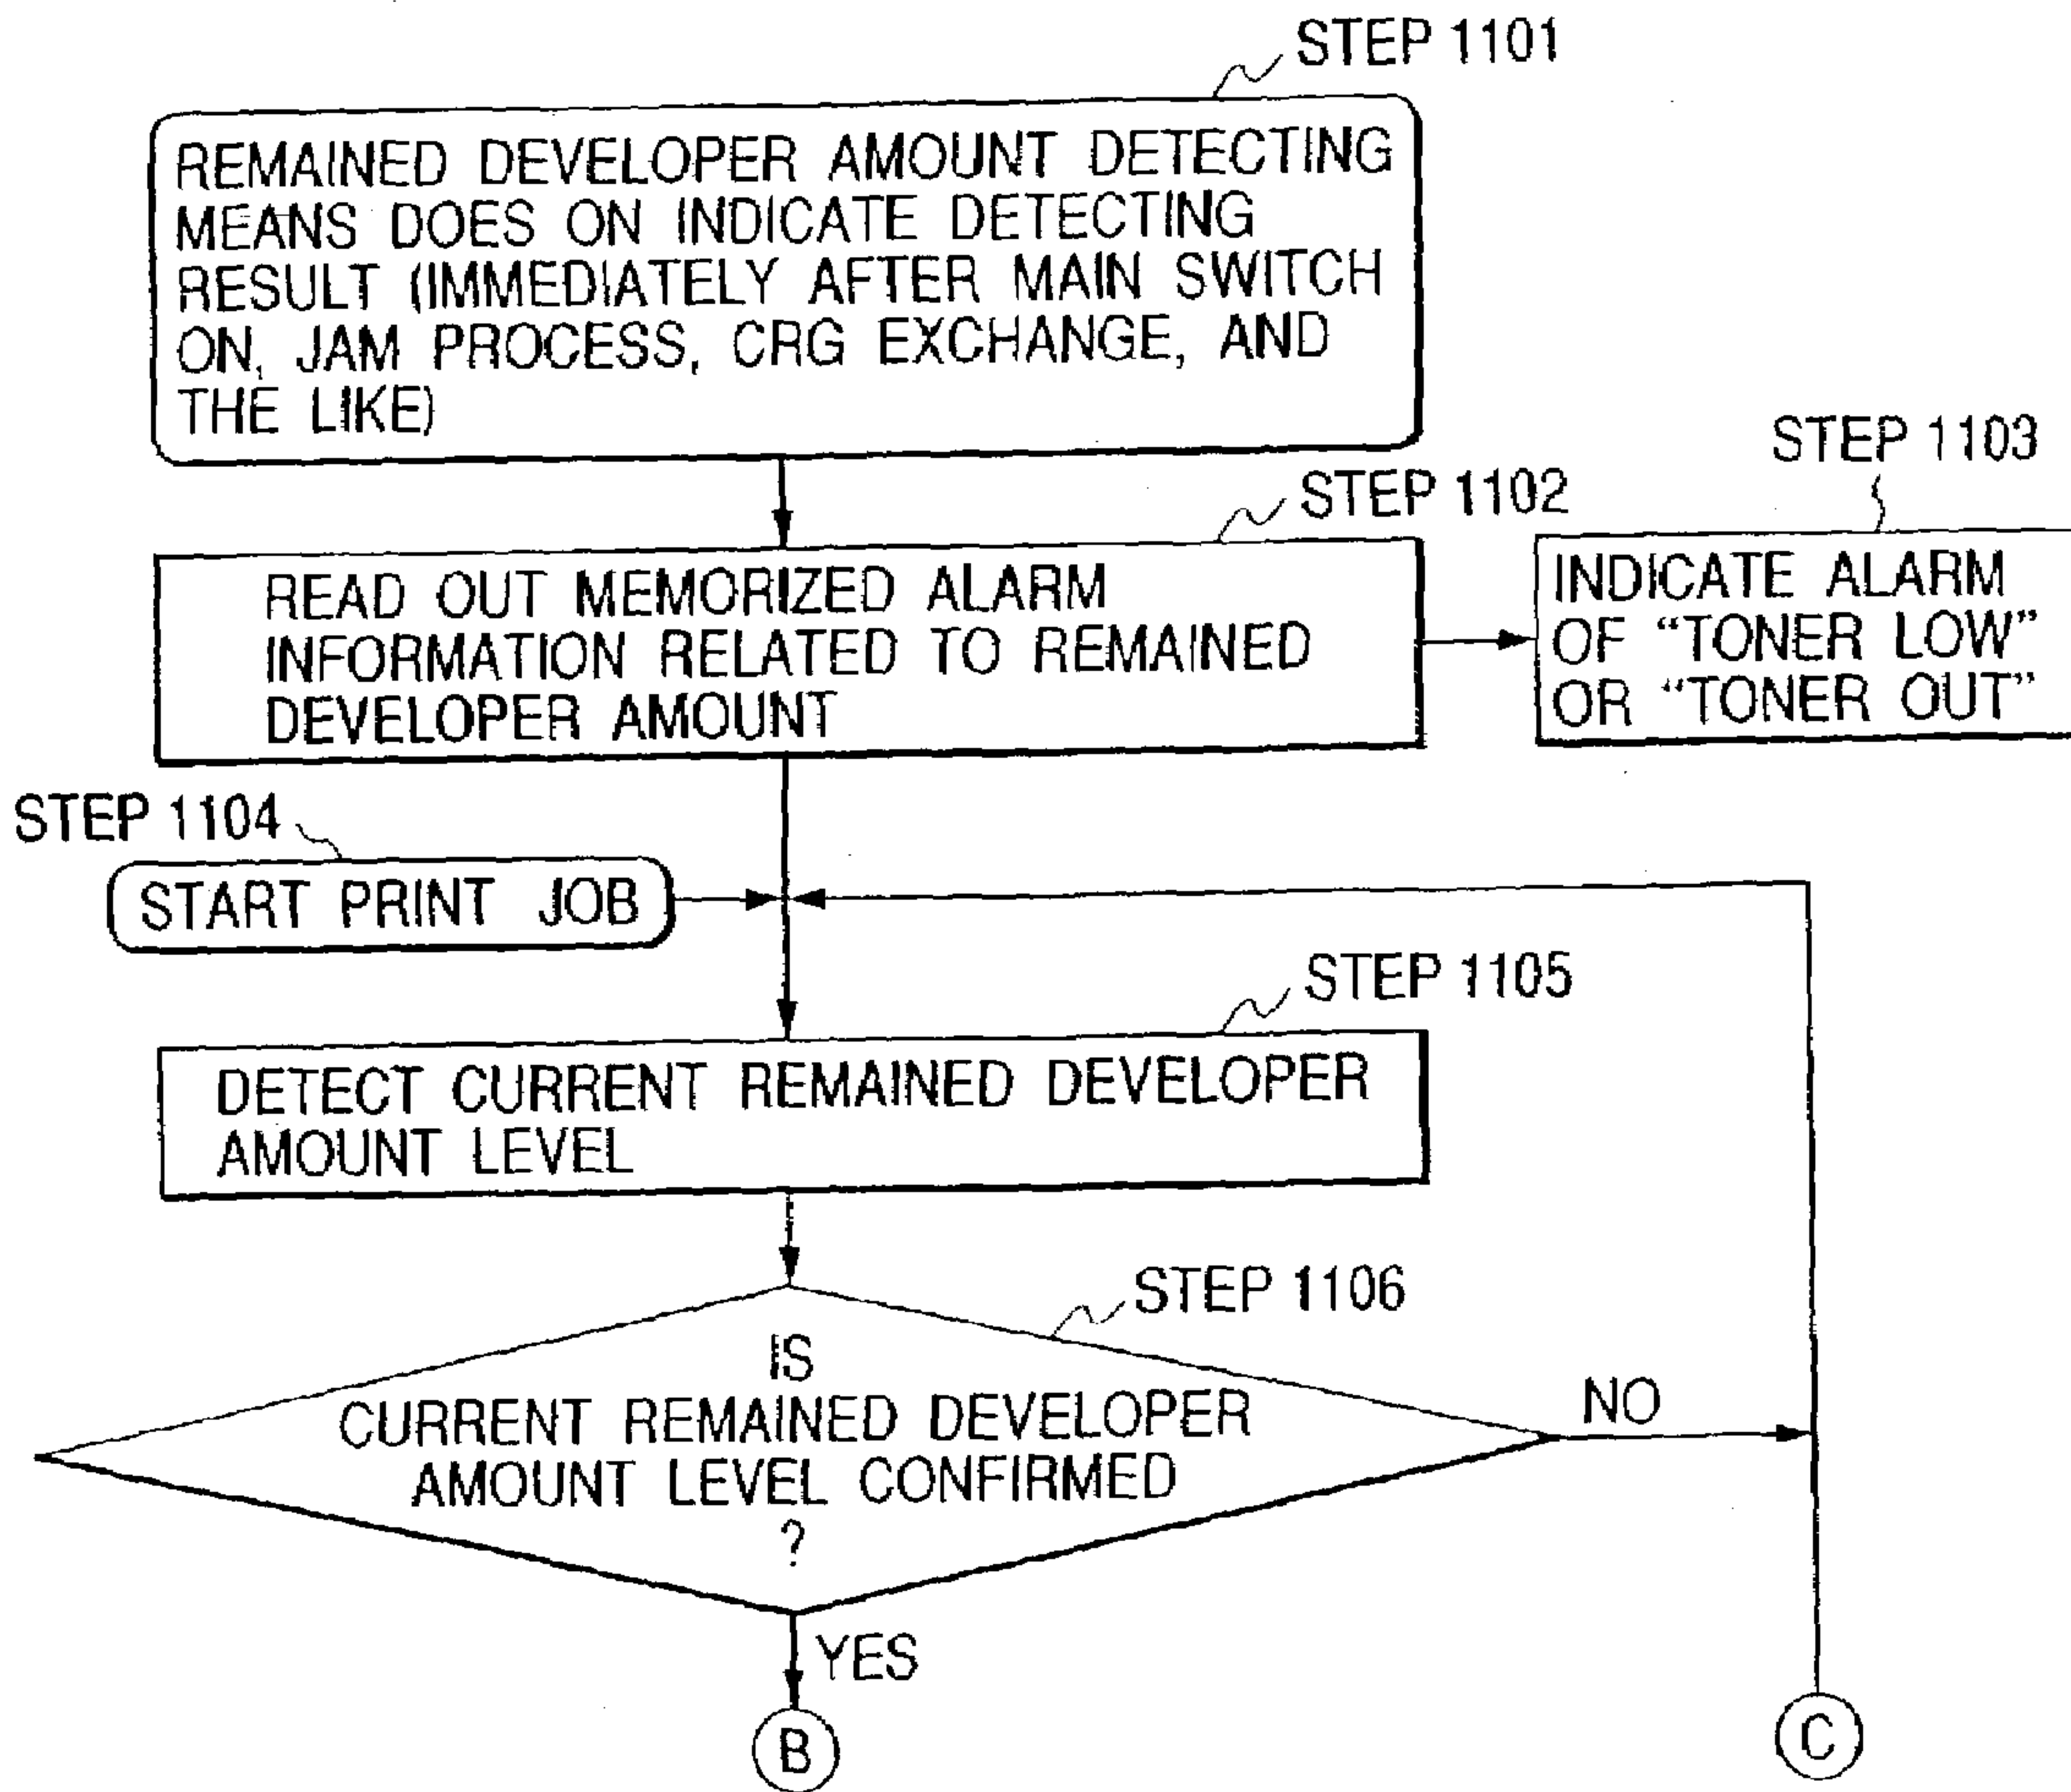 STEP 1101
REMAINED DEVELOPER AMOUNT DETECTING
MEANS DOES ON INDICATE DETECTING
RESULT (IMMEDIATELY AFTER MAIN SWITCH
ON, JAM PROCESS, CRG EXCHANGE, AND
THE LIKE)
STEP 1102
READ OUT MEMORIZED ALARM
INFORMATION RELATED TO REMAINED
DEVELOPER AMOUNT
STEP 1103
INDICATE ALARM
OF “TONER LOW”
OR “TONER OUT”
STEP 1104
START PRINT JOB
STEP 1105
DETECT CURRENT REMAINED DEVELOPER
AMOUNT LEVEL
STEP 1106
IS
CURRENT REMAINED DEVELOPER
AMOUNT LEVEL CONFIRMED
?
NO
YES
B
C